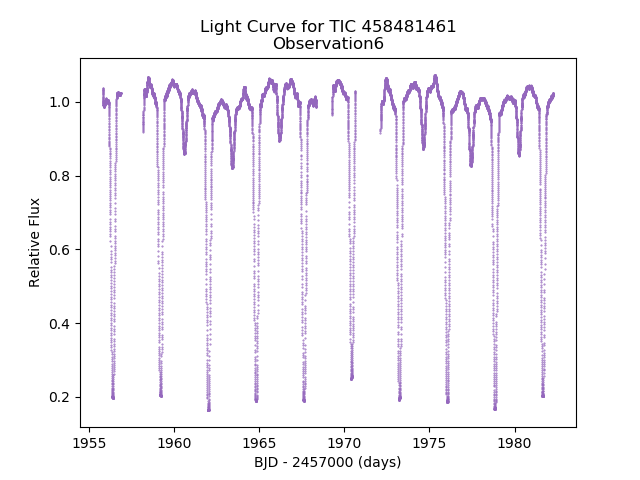 Light Curve for TIC 458481461
Observation6
Relative Flux
1.0
0.8
0.6
0.4
0.2
1955
1960
1965
1970
1975
1980
BJD - 2457000 (days)